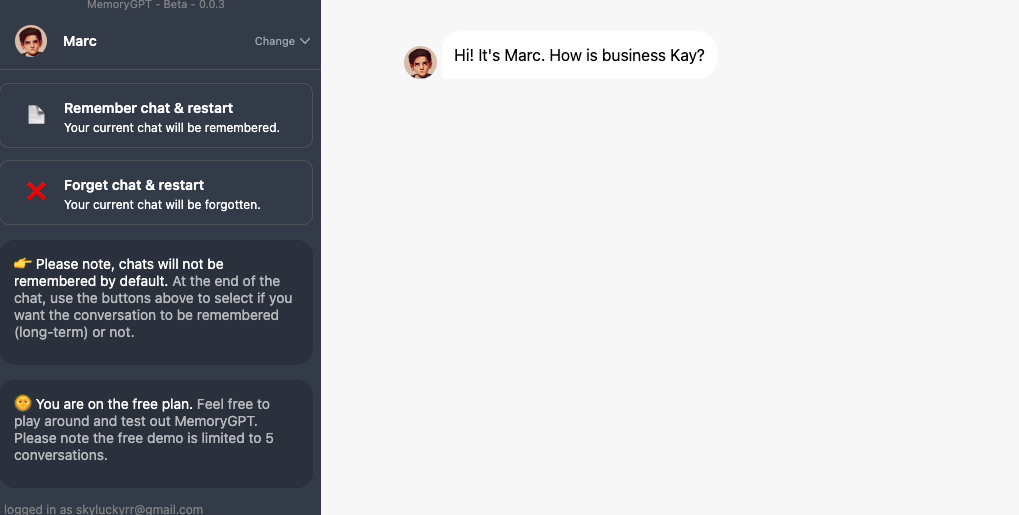 MemoryGPT - Beta - 0.0.3
Marc
Change
Remember chat & restart
Your current chat will be remembered.
Forget chat & restart
Your current chat will be forgotten.
👉 Please note, chats will not be
remembered by default. At the end of the
chat, use the buttons above to select if you
want the conversation to be remembered
(long-term) or not.
🌞 You are on the free plan. Feel free to
play around and test out MemoryGPT.
Please note the free demo is limited to 5
conversations.
logged in as skyluckyrr@gmail.com
Hi! It's Marc. How is business Kay?